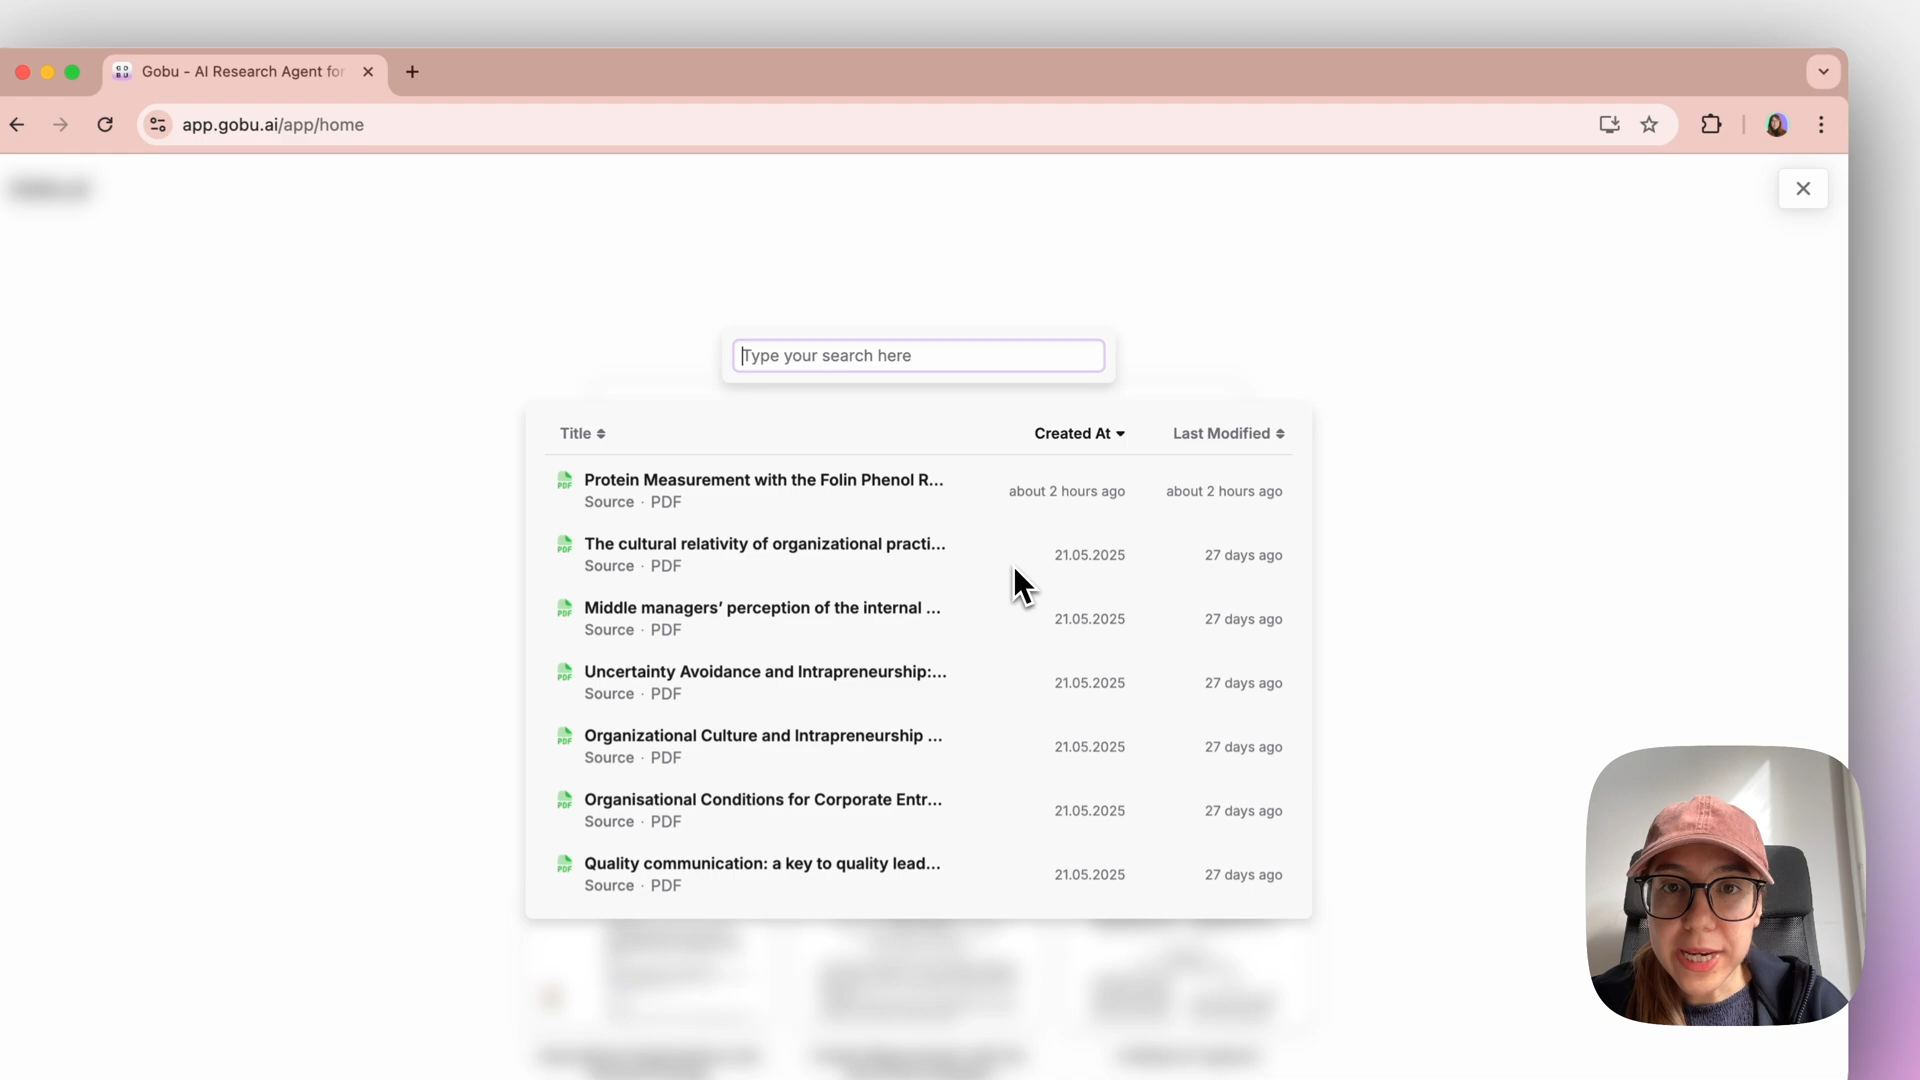 Gobu - AI Research Agent for
app.gobu.ai/app/home
Type your search here
Title Created At Last Modified
Protein Measurement with the Folin Phenol R...
Source · PDF
about 2 hours ago about 2 hours ago
The cultural relativity of organizational practi...
Source · PDF
21.05.2025 27 days ago
Middle managers’ perception of the internal ...
Source · PDF
21.05.2025 27 days ago
Uncertainty Avoidance and Intrapreneurship:...
Source · PDF
21.05.2025 27 days ago
Organizational Culture and Intrapreneurship ...
Source · PDF
21.05.2025 27 days ago
Organisational Conditions for Corporate Entr...
Source · PDF
21.05.2025 27 days ago
Quality communication: a key to quality lead...
Source · PDF
21.05.2025 27 days ago